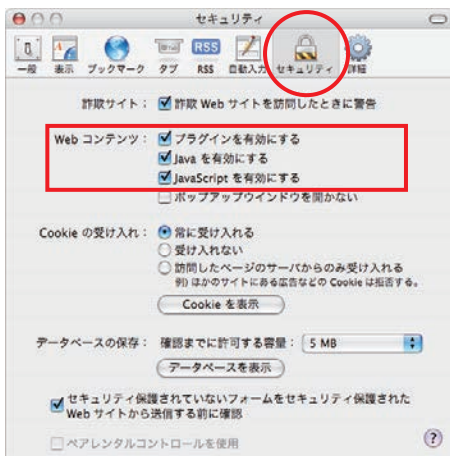 セキュリティ
RSS
一般 表示 ブックマーク タブ RSS 自動入力 セキュリティ 詳細
詐欺サイト： 詐欺 Web サイトを訪問したときに警告
Web コンテンツ： プラグインを有効にする
Java を有効にする
JavaScript を有効にする
ポップアップウインドウを開かない
Cookie の受け入れ： 常に受け入れる
受け入れない
訪問したページのサーバからのみ受け入れる
例) ほかのサイトにある広告などの Cookie は拒否する。
Cookie を表示
データベースの保存： 確認までに許可する容量： 5 MB
データベースを表示
セキュリティ保護されていないフォームをセキュリティ保護された
Web サイトから送信する前に確認
ペアレンタルコントロールを使用
?